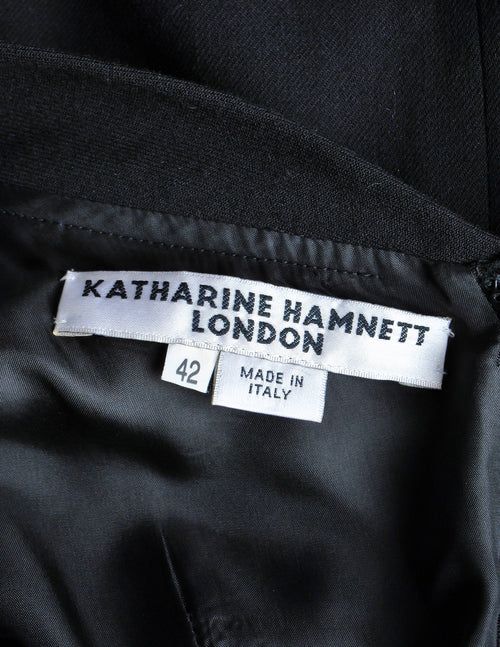 KATHARINE HAMNETT
LONDON
42
MADE IN
ITALY